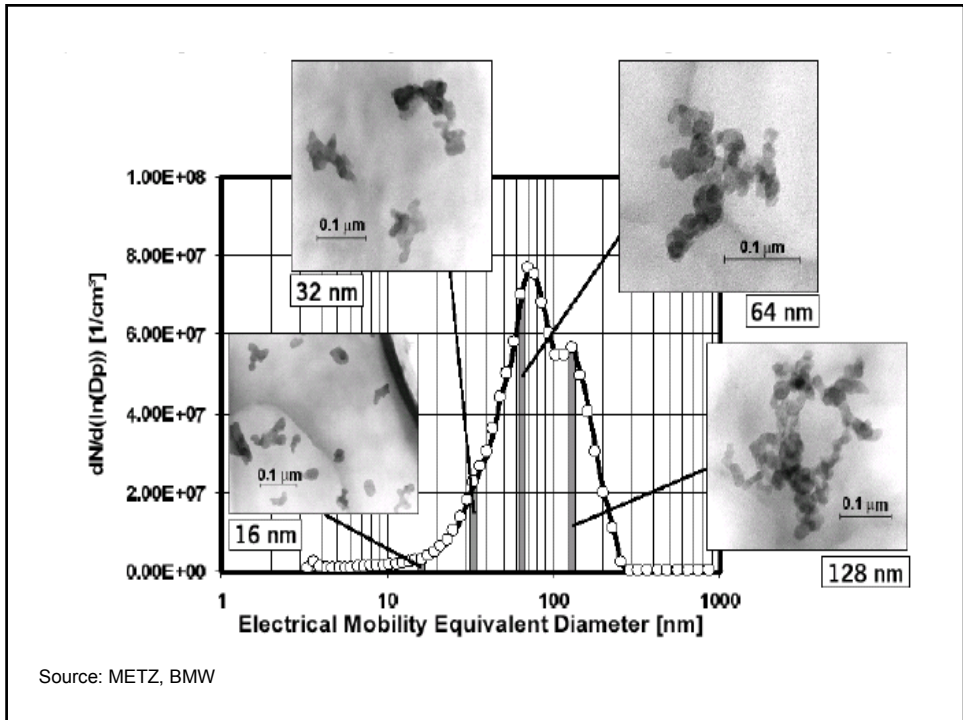 0.1 μm
32 nm
0.1 μm
64 nm
0.1 μm
16 nm
0.1 μm
128 nm
dN/d(ln(Dp)) [1/cm³]
1.00E+08
8.00E+07
6.00E+07
4.00E+07
2.00E+07
0.00E+00
1
10
100
1000
Electrical Mobility Equivalent Diameter [nm]
Source: METZ, BMW